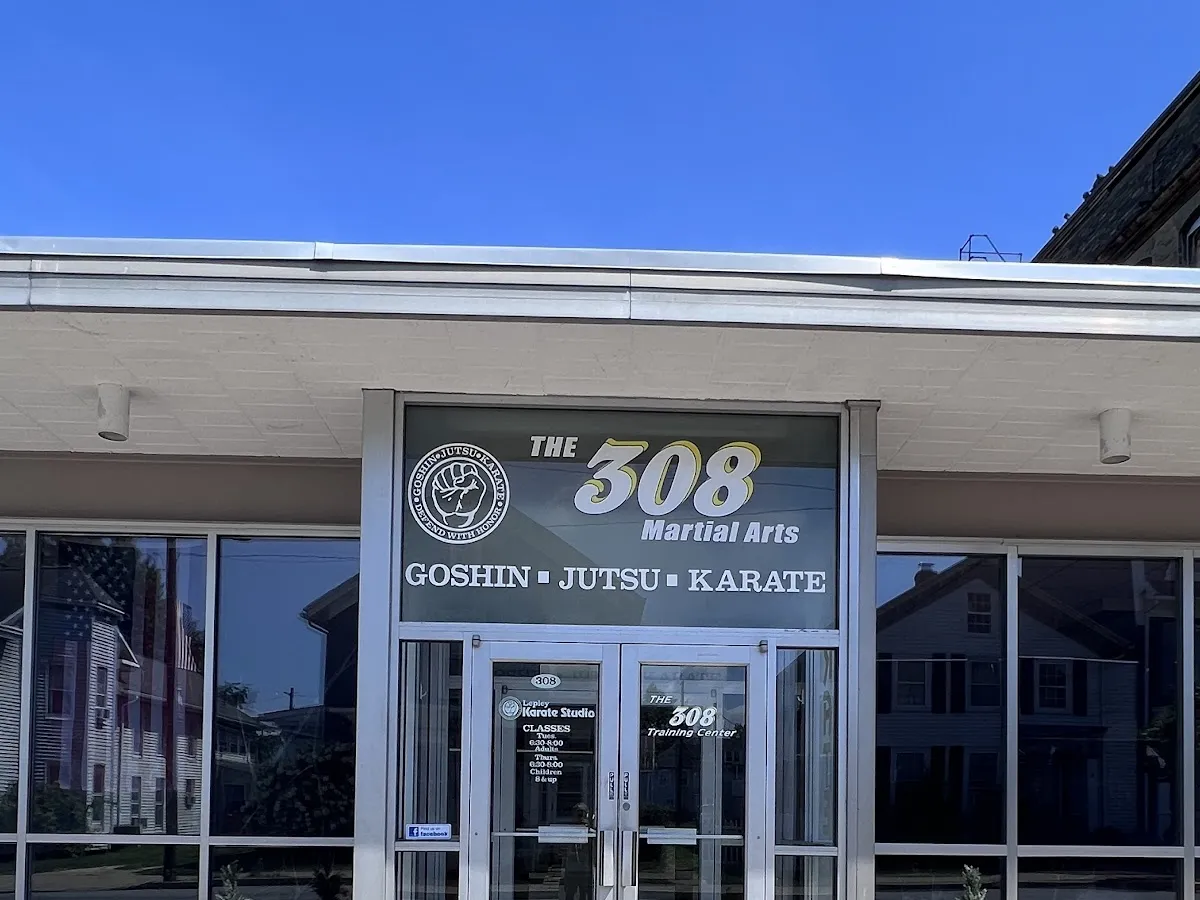 THE 308
Martial Arts
GOSHIN•JUTSU•KARATE
•DEFEND WITH HONOR•
GOSHIN ▪ JUTSU ▪ KARATE
308
Lepley
Karate Studio
CLASSES
Tues.
6:30-8:00
Adults
Thurs.
6:30-8:00
Children
8 & up
THE
308
Training Center
facebook